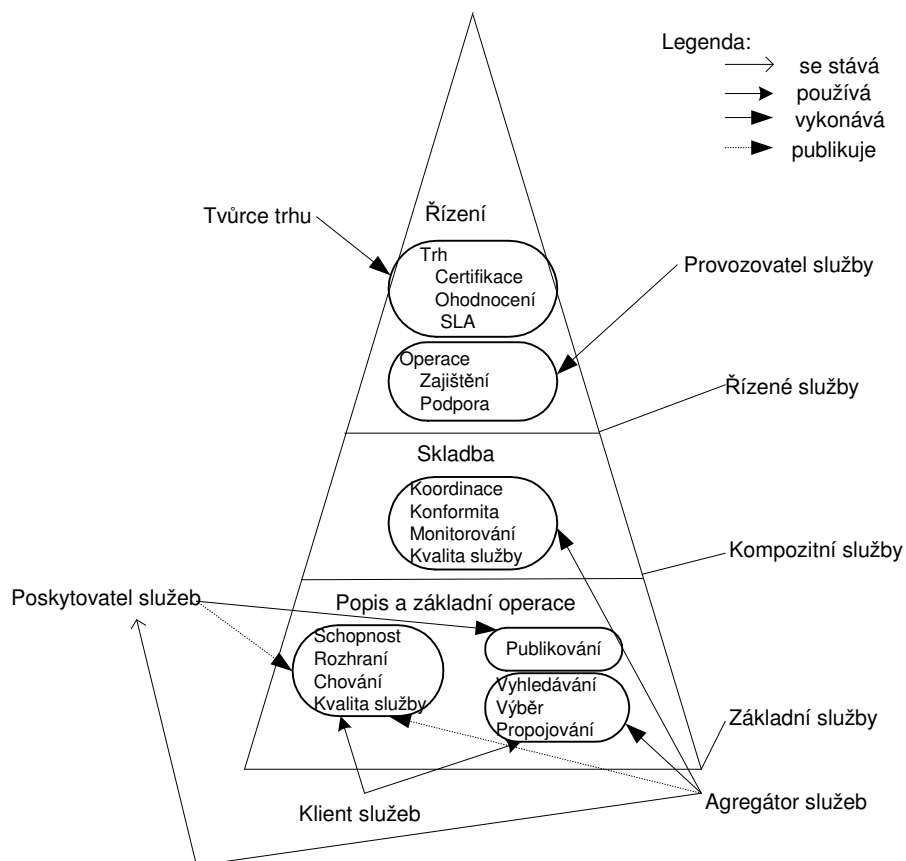 Legenda:
se stává
používá
vykonává
publikuje
Tvůrce trhu
Řízení
Trh
Certifikace
Ohodnocení
SLA
Provozovatel služby
Operace
Zajištění
Podpora
Řízené služby
Skladba
Koordinace
Konformita
Monitorování
Kvalita služby
Kompozitní služby
Poskytovatel služeb
Popis a základní operace
Schopnost
Rozhraní
Chování
Kvalita služby
Publikování
Vyhledávání
Výběr
Propojování
Základní služby
Klient služeb
Agregátor služeb